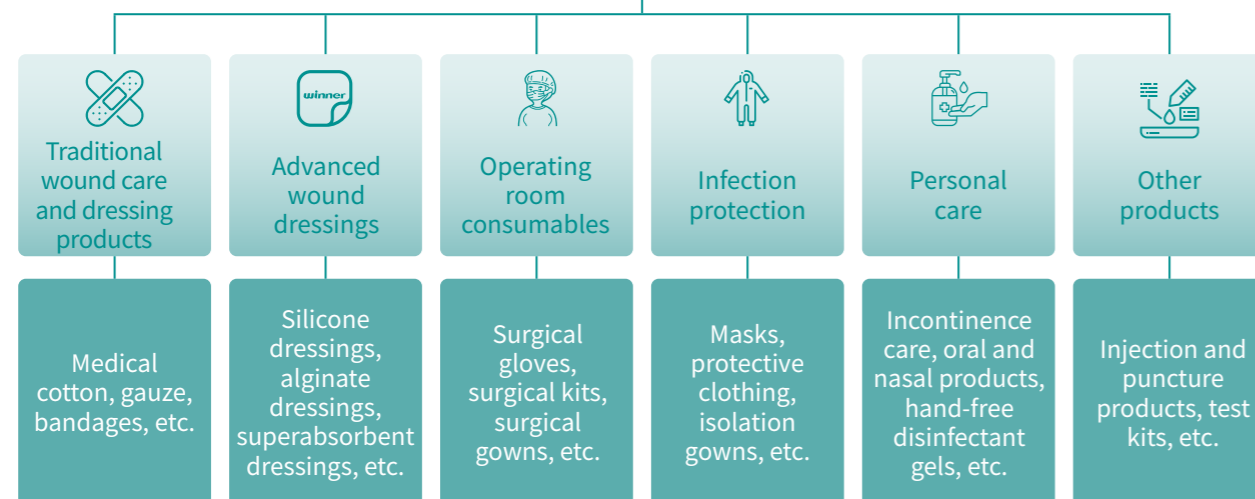 Traditional
wound care
and dressing
products
winner
Advanced
wound
dressings
Operating
room
consumables
Infection
protection
Personal
care
Other
products
Medical
cotton, gauze,
bandages, etc.
Silicone
dressings,
alginate
dressings,
superabsorbent
dressings, etc.
Surgical
gloves,
surgical kits,
surgical
gowns, etc.
Masks,
protective
clothing,
isolation
gowns, etc.
Incontinence
care, oral and
nasal products,
hand-free
disinfectant
gels, etc.
Injection and
puncture
products, test
kits, etc.